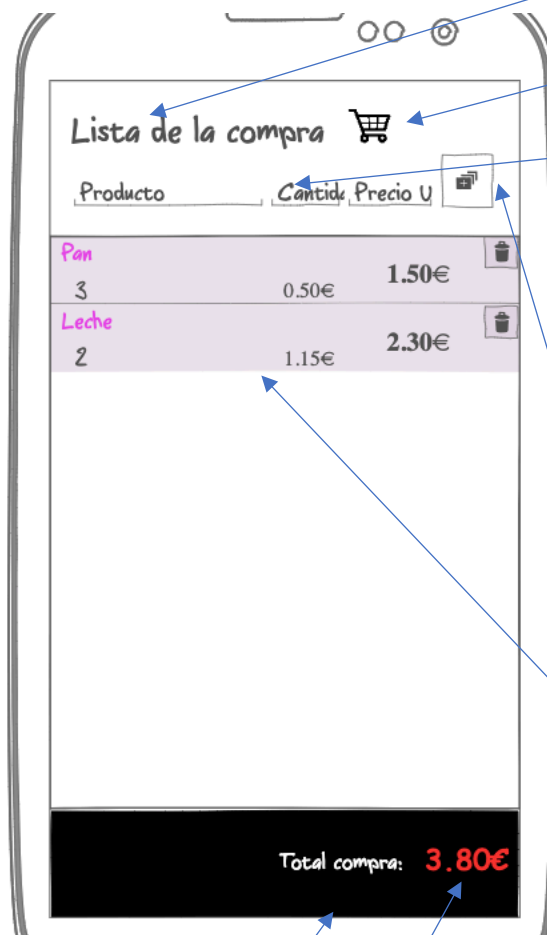 Lista de la compra
Producto Cantida Precio U
Pan
3 0.50€ 1.50€
Leche
2 1.15€ 2.30€
Total compra: 3.80€